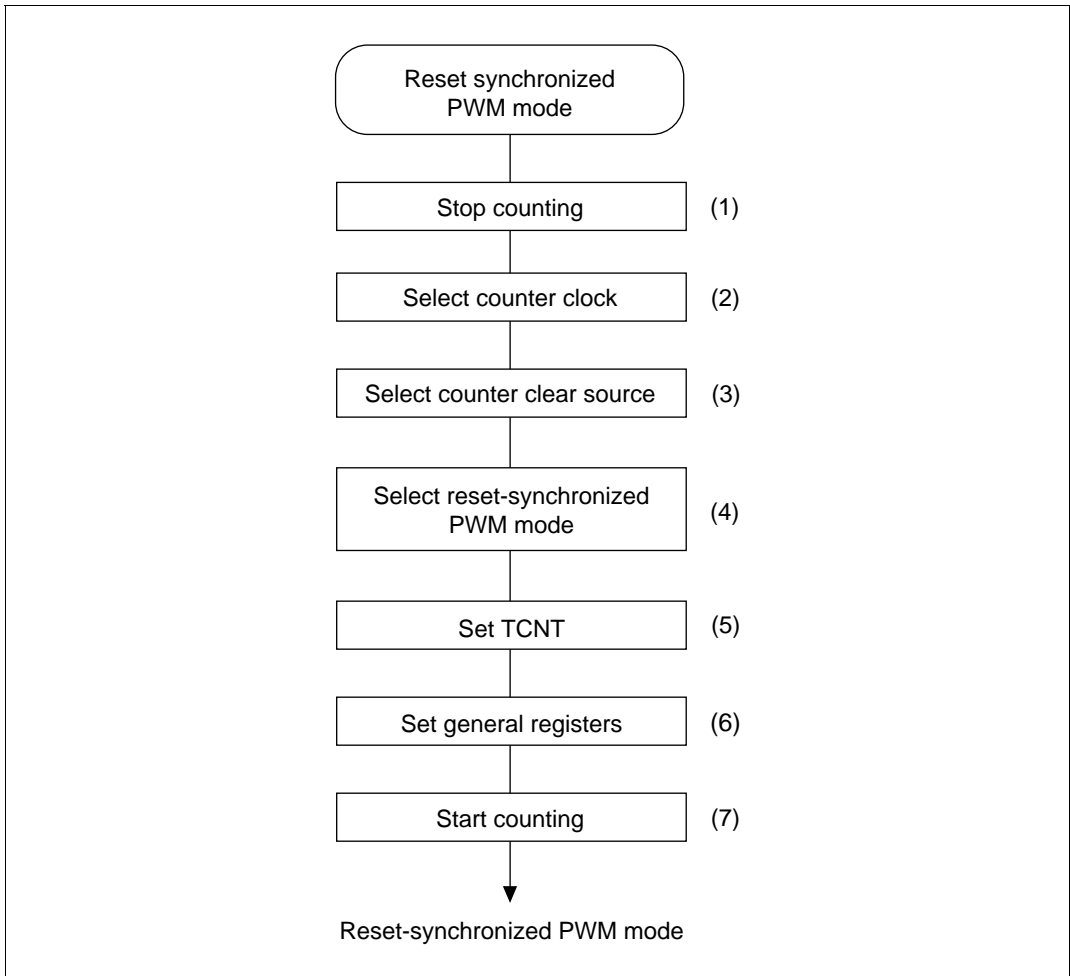 Reset synchronized
PWM mode
Stop counting (1)
Select counter clock (2)
Select counter clear source (3)
Select reset-synchronized
PWM mode
(4)
Set TCNT (5)
Set general registers (6)
Start counting (7)
Reset-synchronized PWM mode